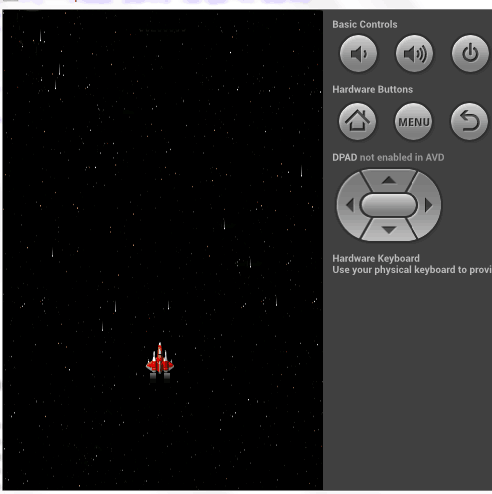 Basic Controls
Hardware Buttons
MENU
DPAD not enabled in AVD
Hardware Keyboard
Use your physical keyboard to provi